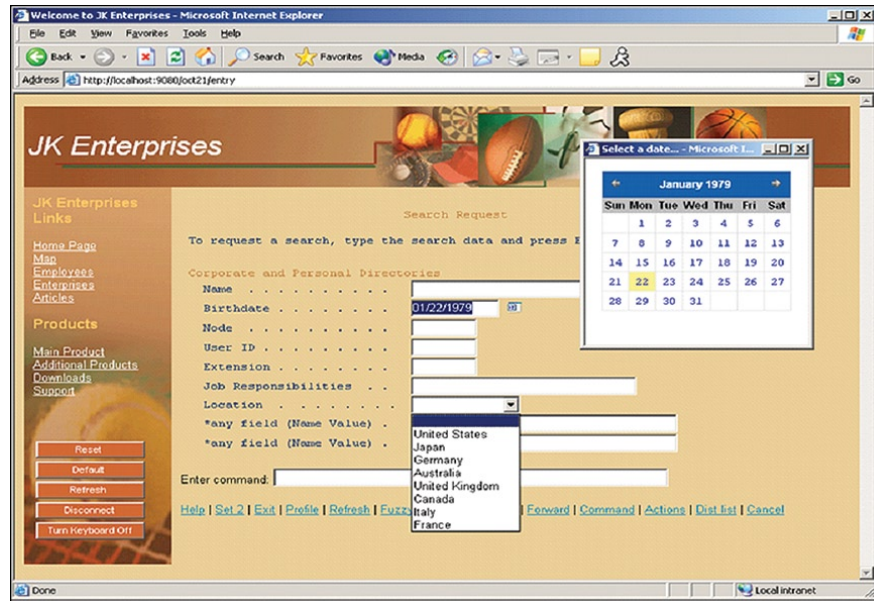 Welcome to JK Enterprises - Microsoft Internet Explorer
File Edit View Favorites Tools Help
Back Search Favorites Media
Address http://localhost:9080/oct21/entry Go
JK Enterprises
Select a date... - Microsoft I...
January 1979
Sun Mon Tue Wed Thu Fri Sat
1 2 3 4 5 6
7 8 9 10 11 12 13
14 15 16 17 18 19 20
21 22 23 24 25 26 27
28 29 30 31
JK Enterprises
Links
Home Page
Map
Employees
Enterprises
Articles
Products
Main Product
Additional Products
Downloads
Support
Reset
Default
Refresh
Disconnect
Turn Keyboard Off
Search Request
To request a search, type the search data and press
Corporate and Personal Directories
Name . . . . . . . . . .
Birthdate . . . . . . . . 01/22/1979
Node . . . . . . . . . .
User ID . . . . . . . . .
Extension . . . . . . . .
Job Responsibilities . .
Location . . . . . . . .
*any field (Name Value) .
*any field (Name Value) .
United States
Japan
Germany
Australia
United Kingdom
Canada
Italy
France
Enter command:
Help | Set 2 | Exit | Profile | Refresh | Fuzz | Forward | Command | Actions | Dist list | Cancel
Done Local intranet